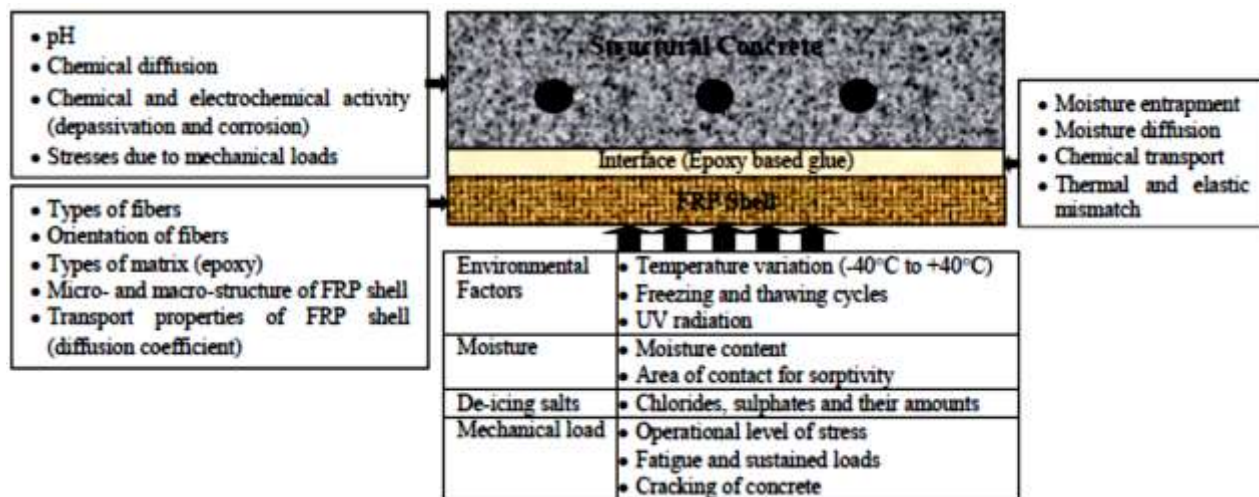 • pH
• Chemical diffusion
• Chemical and electrochemical activity
(depassivation and corrosion)
• Stresses due to mechanical loads
• Types of fibers
• Orientation of fibers
• Types of matrix (epoxy)
• Micro- and macro-structure of FRP shell
• Transport properties of FRP shell
(diffusion coefficient)
Structural Concrete
Interface (Epoxy based glue)
FRP Shell
• Moisture entrapment
• Moisture diffusion
• Chemical transport
• Thermal and elastic
mismatch
Environmental • Temperature variation (-40°C to +40°C)
Factors • Freezing and thawing cycles
• UV radiation
Moisture • Moisture content
• Area of contact for sorptivity
De-icing salts • Chlorides, sulphates and their amounts
Mechanical load • Operational level of stress
• Fatigue and sustained loads
• Cracking of concrete